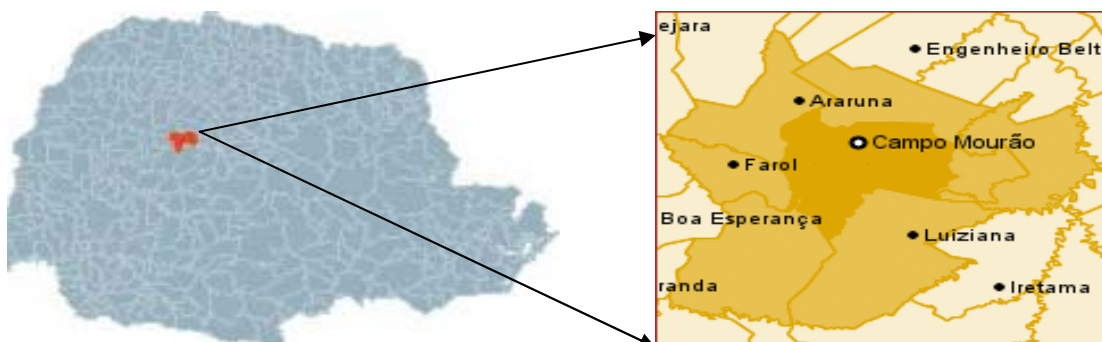 ejara
Engenheiro Belt
Araruna
Campo Mourão
Farol
Boa Esperança
Luiziana
randa
Iretama